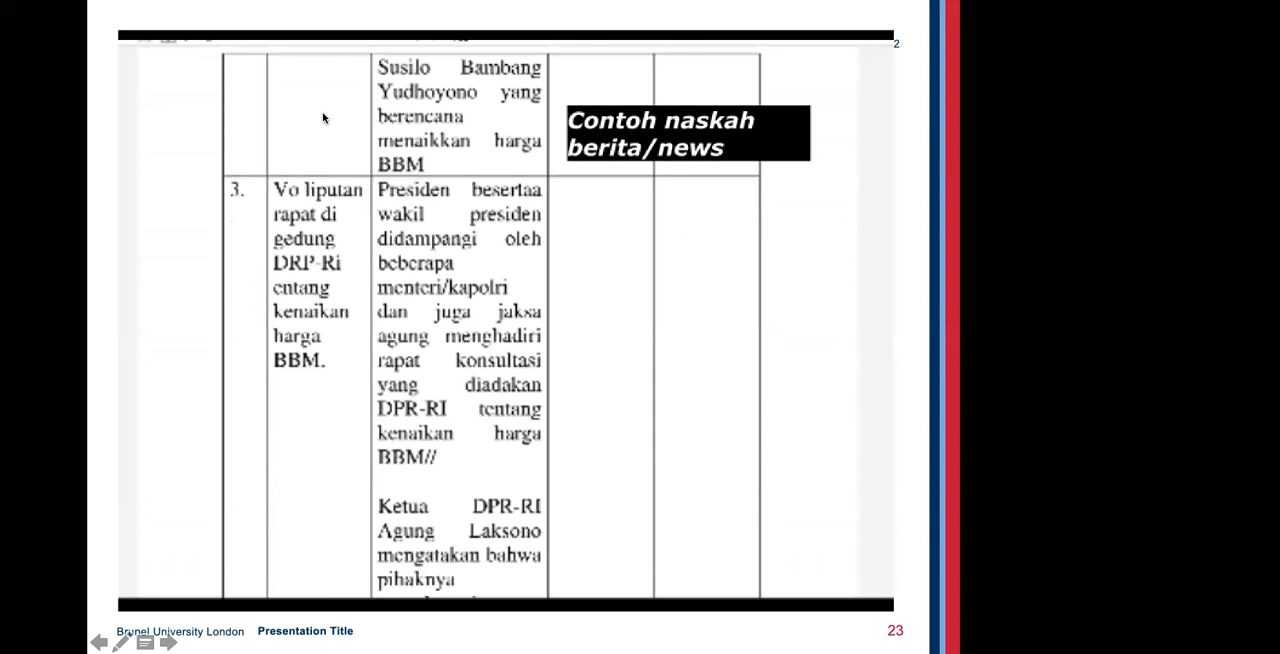 2
Susilo Bambang
Yudhoyono yang
berencana
menaikkan harga
BBM
Contoh naskah
berita/news
3.
Vo liputan
rapat di
gedung
DRP-Ri
entang
kenaikan
harga
BBM.
Presiden besertaa
wakil presiden
didampangi oleh
beberapa
menteri/kapolri
dan juga jaksa
agung menghadiri
rapat konsultasi
yang diadakan
DPR-RI tentang
kenaikan harga
BBM//
Ketua DPR-RI
Agung Laksono
mengatakan bahwa
pihaknya
Brunel University London Presentation Title
23